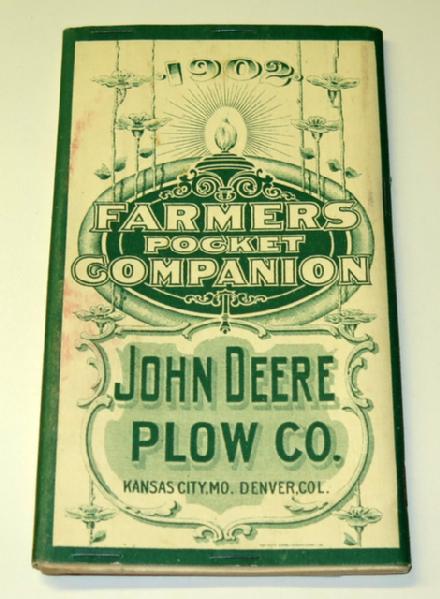 1902
FARMERS
POCKET
COMPANION
JOHN DEERE
PLOW CO.
KANSAS CITY, MO. DENVER, COL.